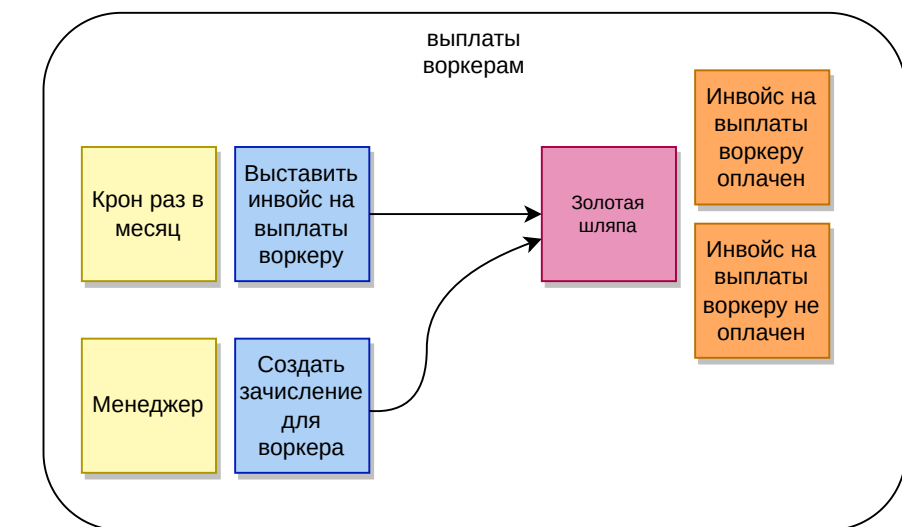 выплаты
воркерам
Крон раз в
месяц
Выставить
инвойс на
выплаты
воркеру
Золотая
шляпа
Инвойс на
выплаты
воркеру
оплачен
Инвойс на
выплаты
воркеру не
оплачен
Менеджер
Создать
зачисление
для
воркера